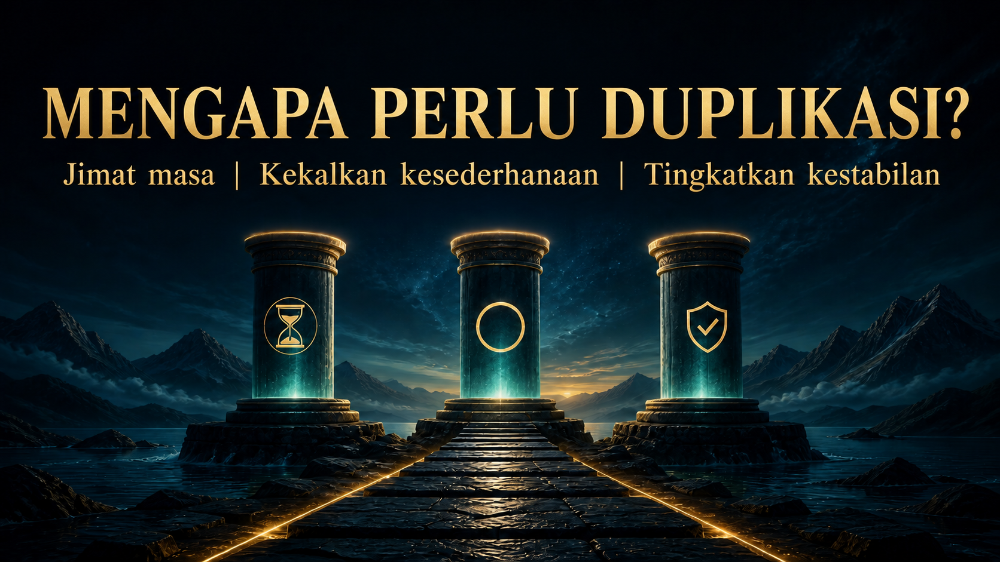 MENGAPA PERLU DUPLIKASI?
Jimat masa | Kekalkan kesederhanaan | Tingkatkan kestabilan